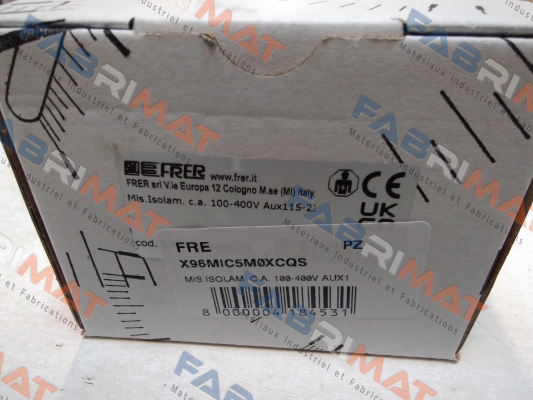 FRER www.frer.it
FRER srl V.le Europa 12 Cologno M.se (MI) Italy.
Mis.Isolam. c.a. 100-400V Aux115-2
CE
UK
cod.
FRE PZ
X96MIC5M0XCQS
MIS.ISOLAM. C.A. 100-400V AUX1
8 000004 184531
FABRIMAT
Materiaux Industriel et Fabrications